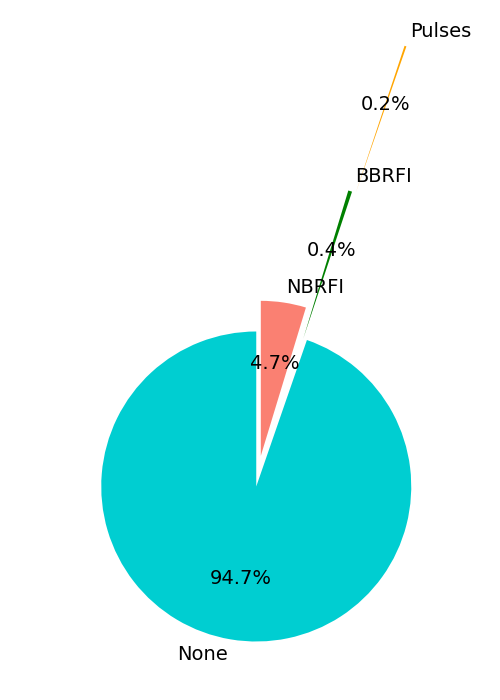 Pulses
0.2%
BBRFI
0.4%
NBRFI
4.7%
94.7%
None